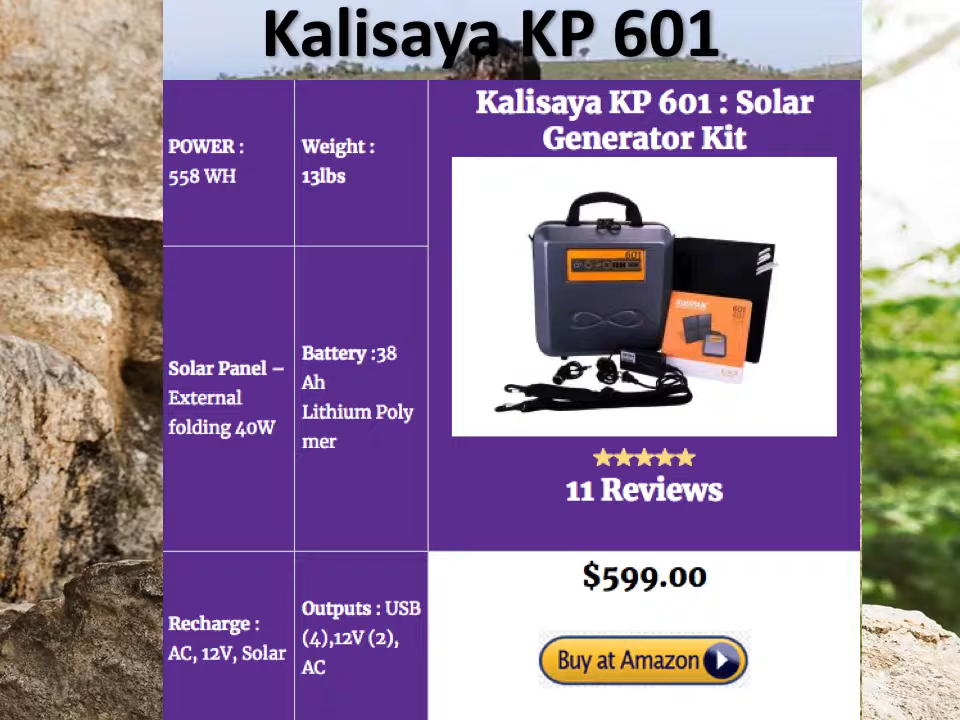 Kalisaya KP 601
Kalisaya KP 601 : Solar
Generator Kit
POWER :
558 WH
Weight :
13lbs
601
601
Solar Panel –
External
folding 40W
Battery :38
Ah
Lithium Poly
mer
11 Reviews
$599.00
Recharge :
AC, 12V, Solar
Outputs : USB
(4),12V (2),
AC
Buy at Amazon